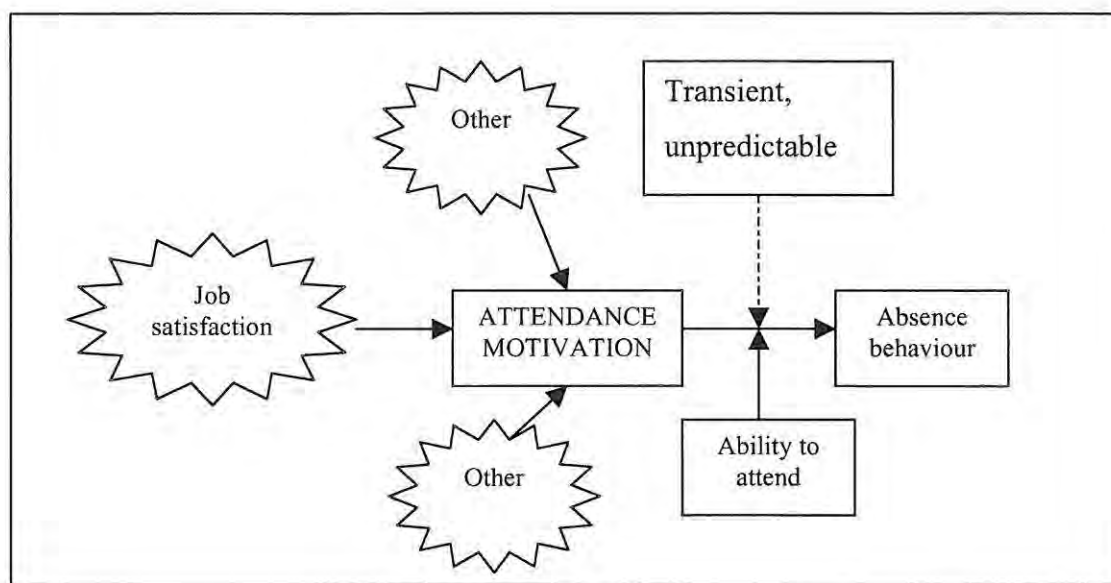 Other
Transient,
unpredictable
Job
satisfaction
ATTENDANCE
MOTIVATION
Absence
behaviour
Other
Ability to
attend